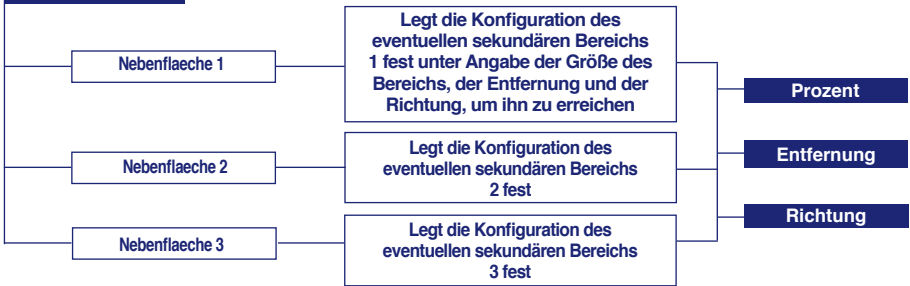 Nebenflaeche 1
Legt die Konfiguration des
eventuellen sekundären Bereichs
1 fest unter Angabe der Größe des
Bereichs, der Entfernung und der
Richtung, um ihn zu erreichen
Nebenflaeche 2
Legt die Konfiguration des
eventuellen sekundären Bereichs
2 fest
Nebenflaeche 3
Legt die Konfiguration des
eventuellen sekundären Bereichs
3 fest
Prozent
Entfernung
Richtung